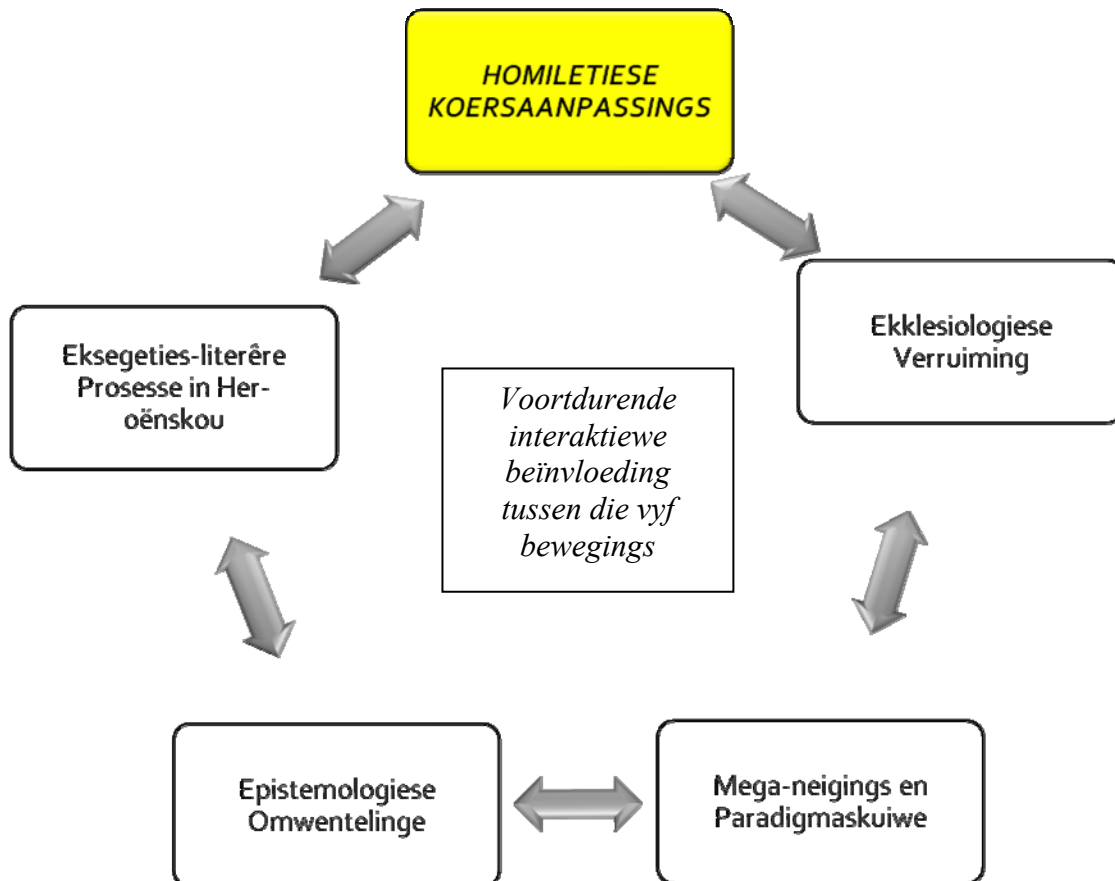 HOMILETIESE
KOERSAANPASSINGS
Ekklesiologiese
Verruiming
Eksegeties-literêre
Prosesse in Her-
oënskou
Voortdurende
interaktiewe
beïnvloeding
tussen die vyf
bewegings
Epistemologiese
Omwentelinge
Mega-neigings en
Paradigmaskuiwe